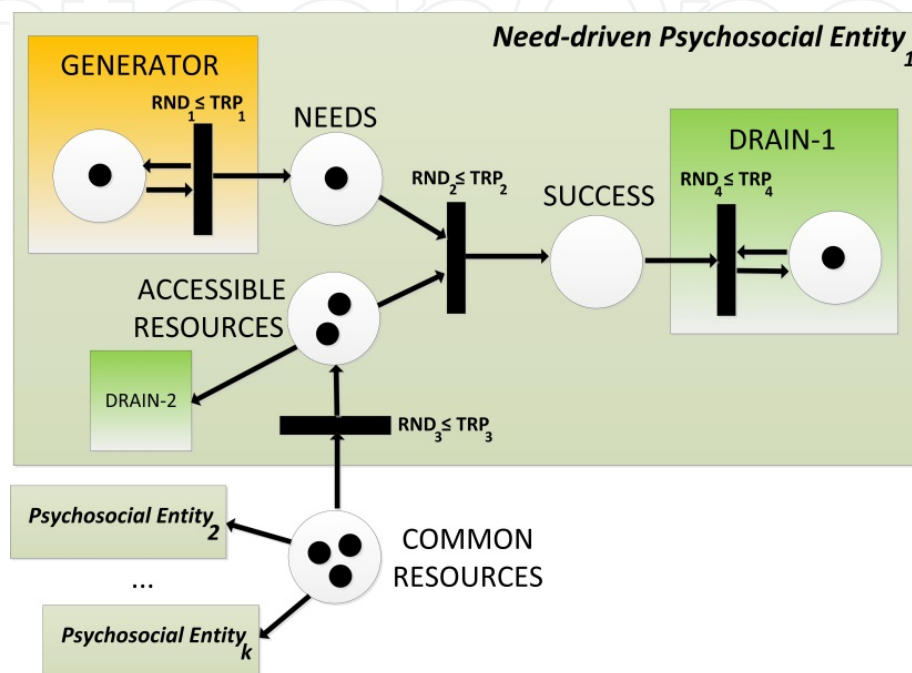 Need-driven Psychosocial Entity₁
GENERATOR
RND₁ ≤ TRP₁
NEEDS
DRAIN-1
RND₂ ≤ TRP₂
RND₄ ≤ TRP₄
SUCCESS
ACCESSIBLE
RESOURCES
DRAIN-2
RND₃ ≤ TRP₃
Psychosocial Entity₂
...
Psychosocial Entityₖ
COMMON
RESOURCES